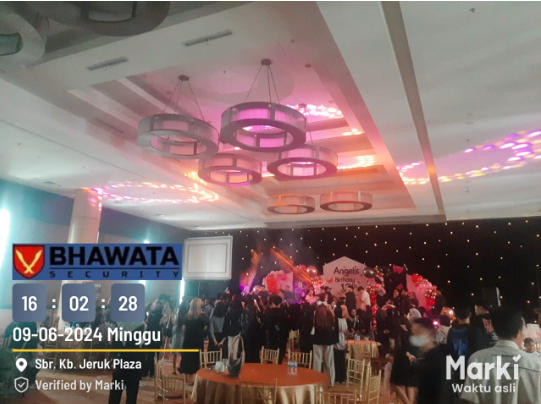 Angelis
Birthday
BHAWATA
SECURITY
16 : 02 : 28
09-06-2024 Minggu
Sbr. Kb. Jeruk Plaza
Verified by Marki
Marki
Waktu asli